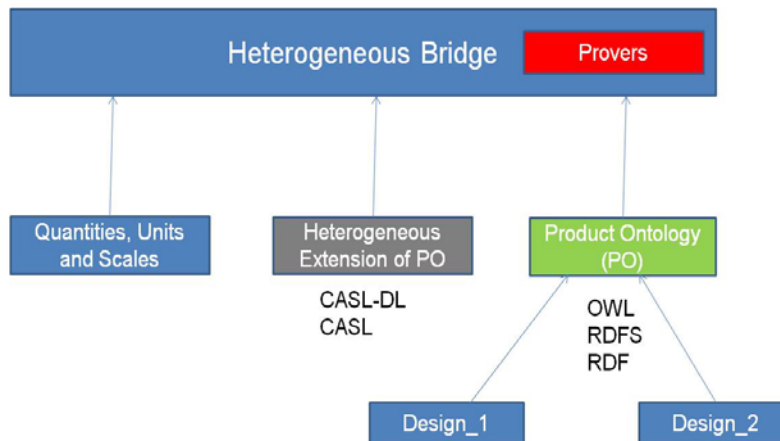 Heterogeneous Bridge
Provers
Quantities, Units
and Scales
Heterogeneous
Extension of PO
Product Ontology
(PO)
CASL-DL
CASL
OWL
RDFS
RDF
Design_1
Design_2